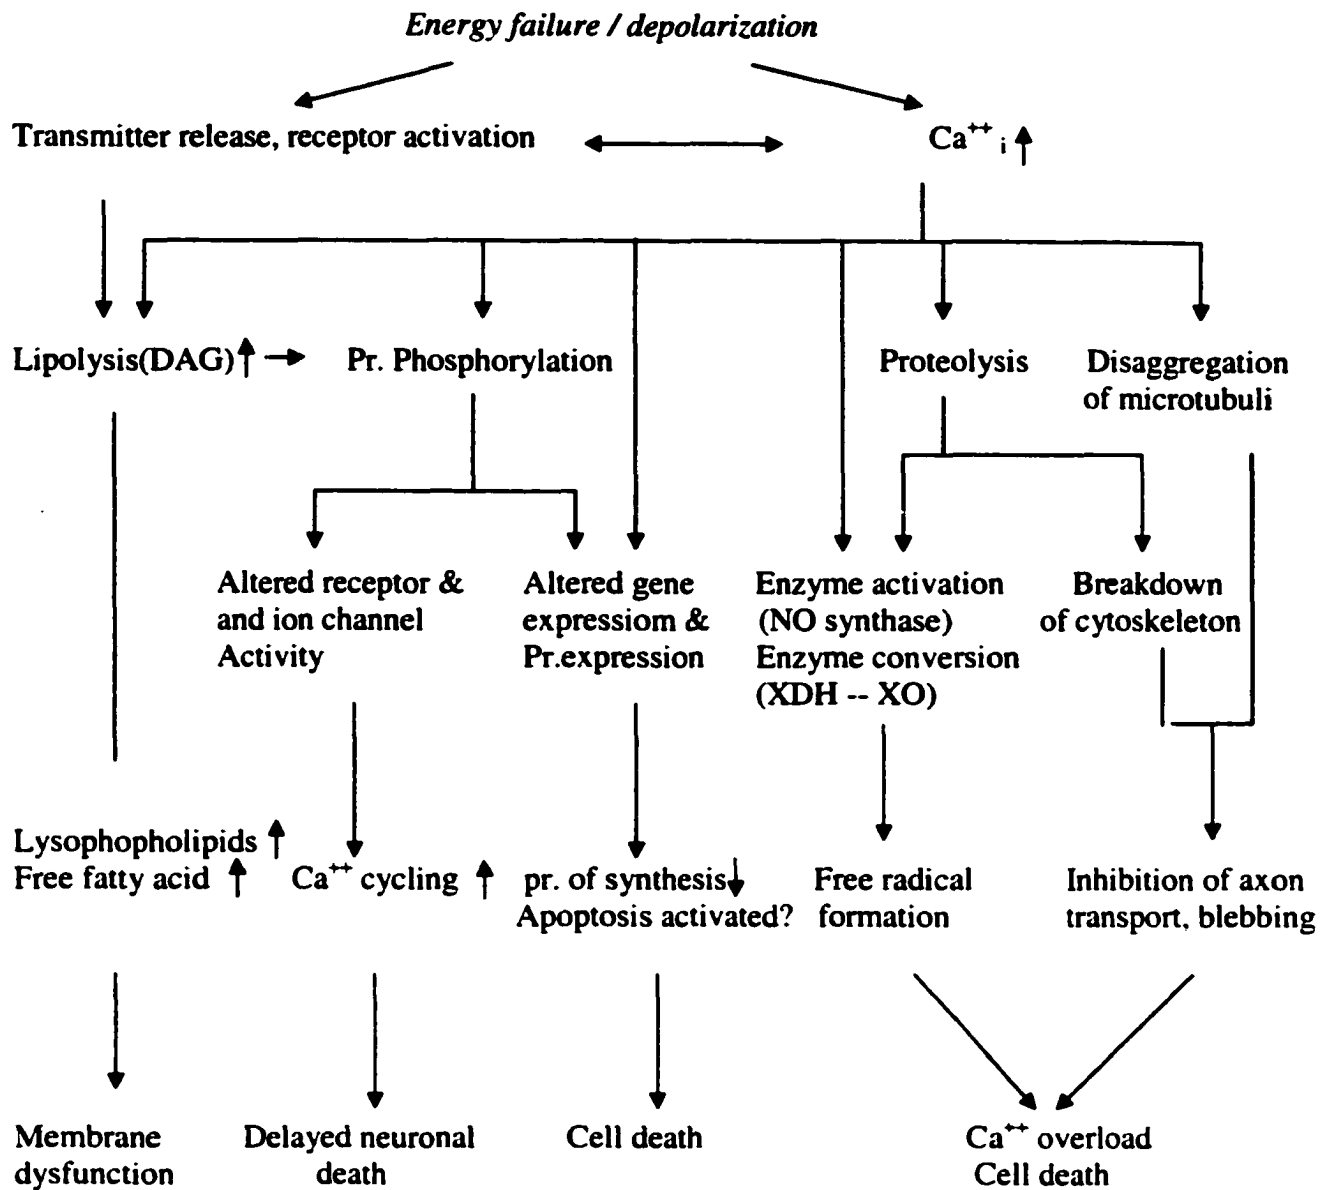 Energy failure / depolarization
Transmitter release, receptor activation
Ca++ i ↑
Lipolysis(DAG)↑ → Pr. Phosphorylation
Proteolysis
Disaggregation
of microtubuli
Altered receptor &
and ion channel
Activity
Altered gene
expressiom &
Pr.expression
Enzyme activation
(NO synthase)
Enzyme conversion
(XDH -- XO)
Breakdown
of cytoskeleton
Lysophopholipids ↑
Free fatty acid ↑
Ca++ cycling ↑
pr. of synthesis↓
Apoptosis activated?
Free radical
formation
Inhibition of axon
transport, blebbing
Membrane
dysfunction
Delayed neuronal
death
Cell death
Ca++ overload
Cell death